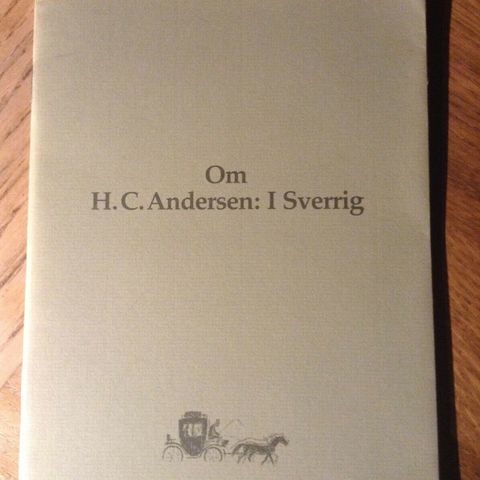 Om
H. C. Andersen: I Sverrig